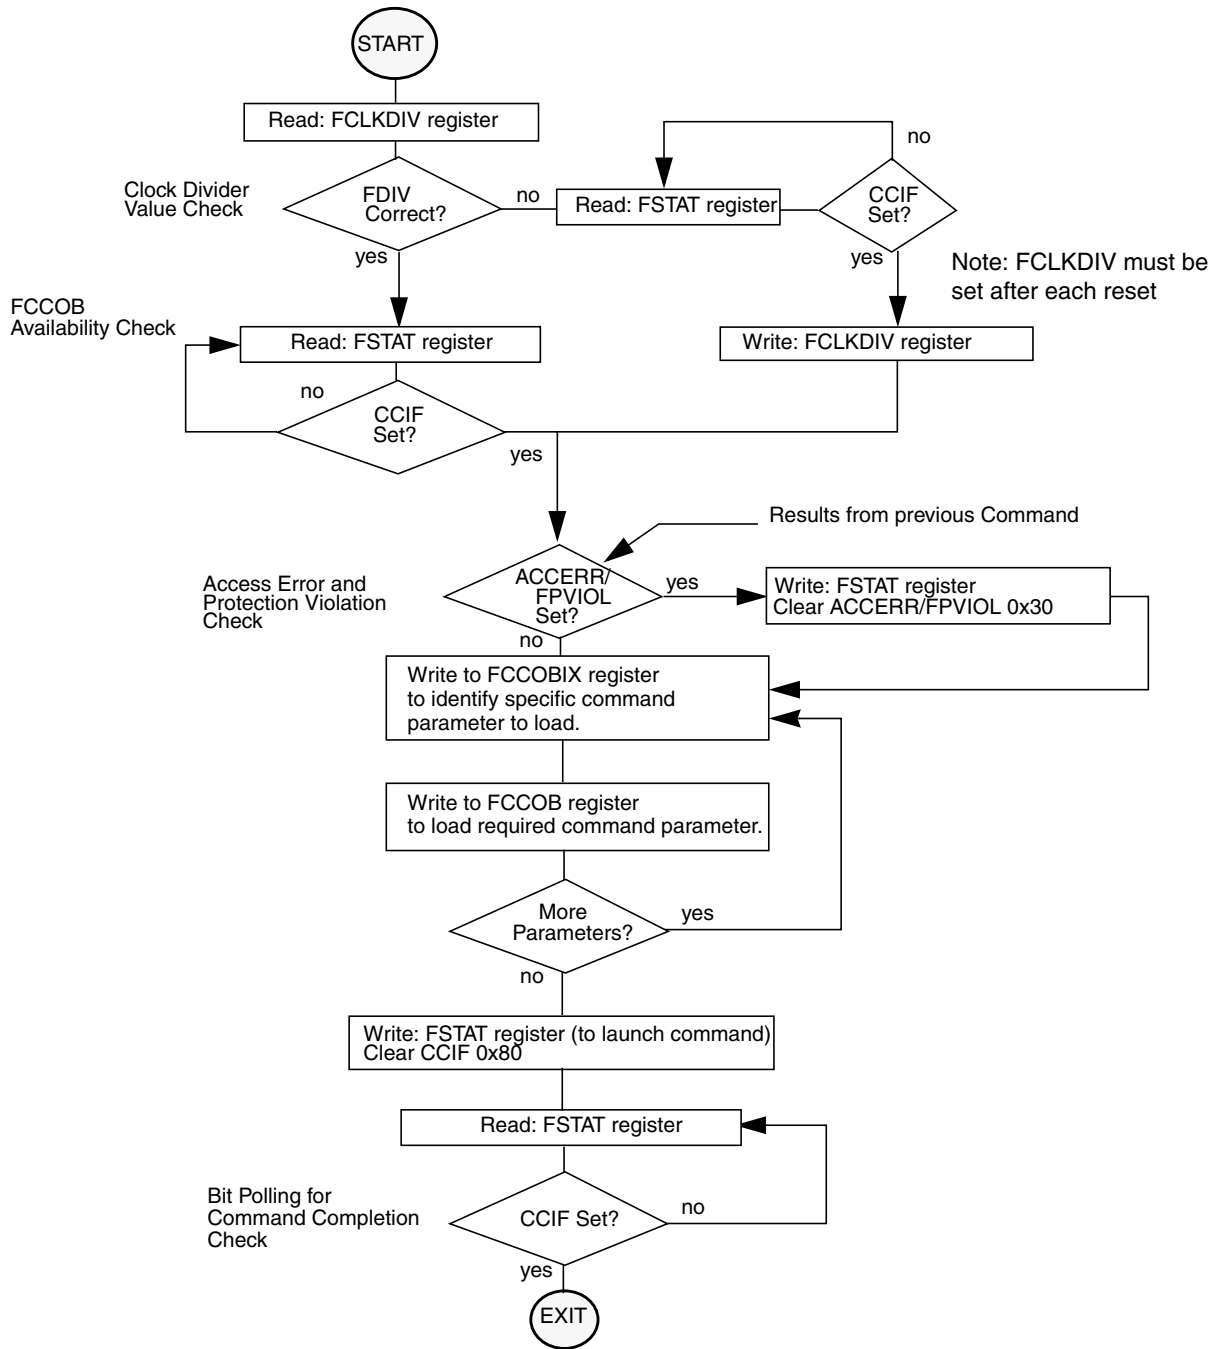 START
Read: FCLKDIV register
Clock Divider
Value Check
FDIV
Correct?
no
Read: FSTAT register
CCIF
Set?
no
yes
yes
Note: FCLKDIV must be
set after each reset
FCCOB
Availability Check
Read: FSTAT register
Write: FCLKDIV register
no
CCIF
Set?
yes
Results from previous Command
Access Error and
Protection Violation
Check
ACCERR/
FPVIOL
Set?
yes
Write: FSTAT register
Clear ACCERR/FPVIOL 0x30
no
Write to FCCOBIX register
to identify specific command
parameter to load.
Write to FCCOB register
to load required command parameter.
More
Parameters?
yes
no
Write: FSTAT register (to launch command)
Clear CCIF 0x80
Read: FSTAT register
Bit Polling for
Command Completion
Check
CCIF Set?
no
yes
EXIT